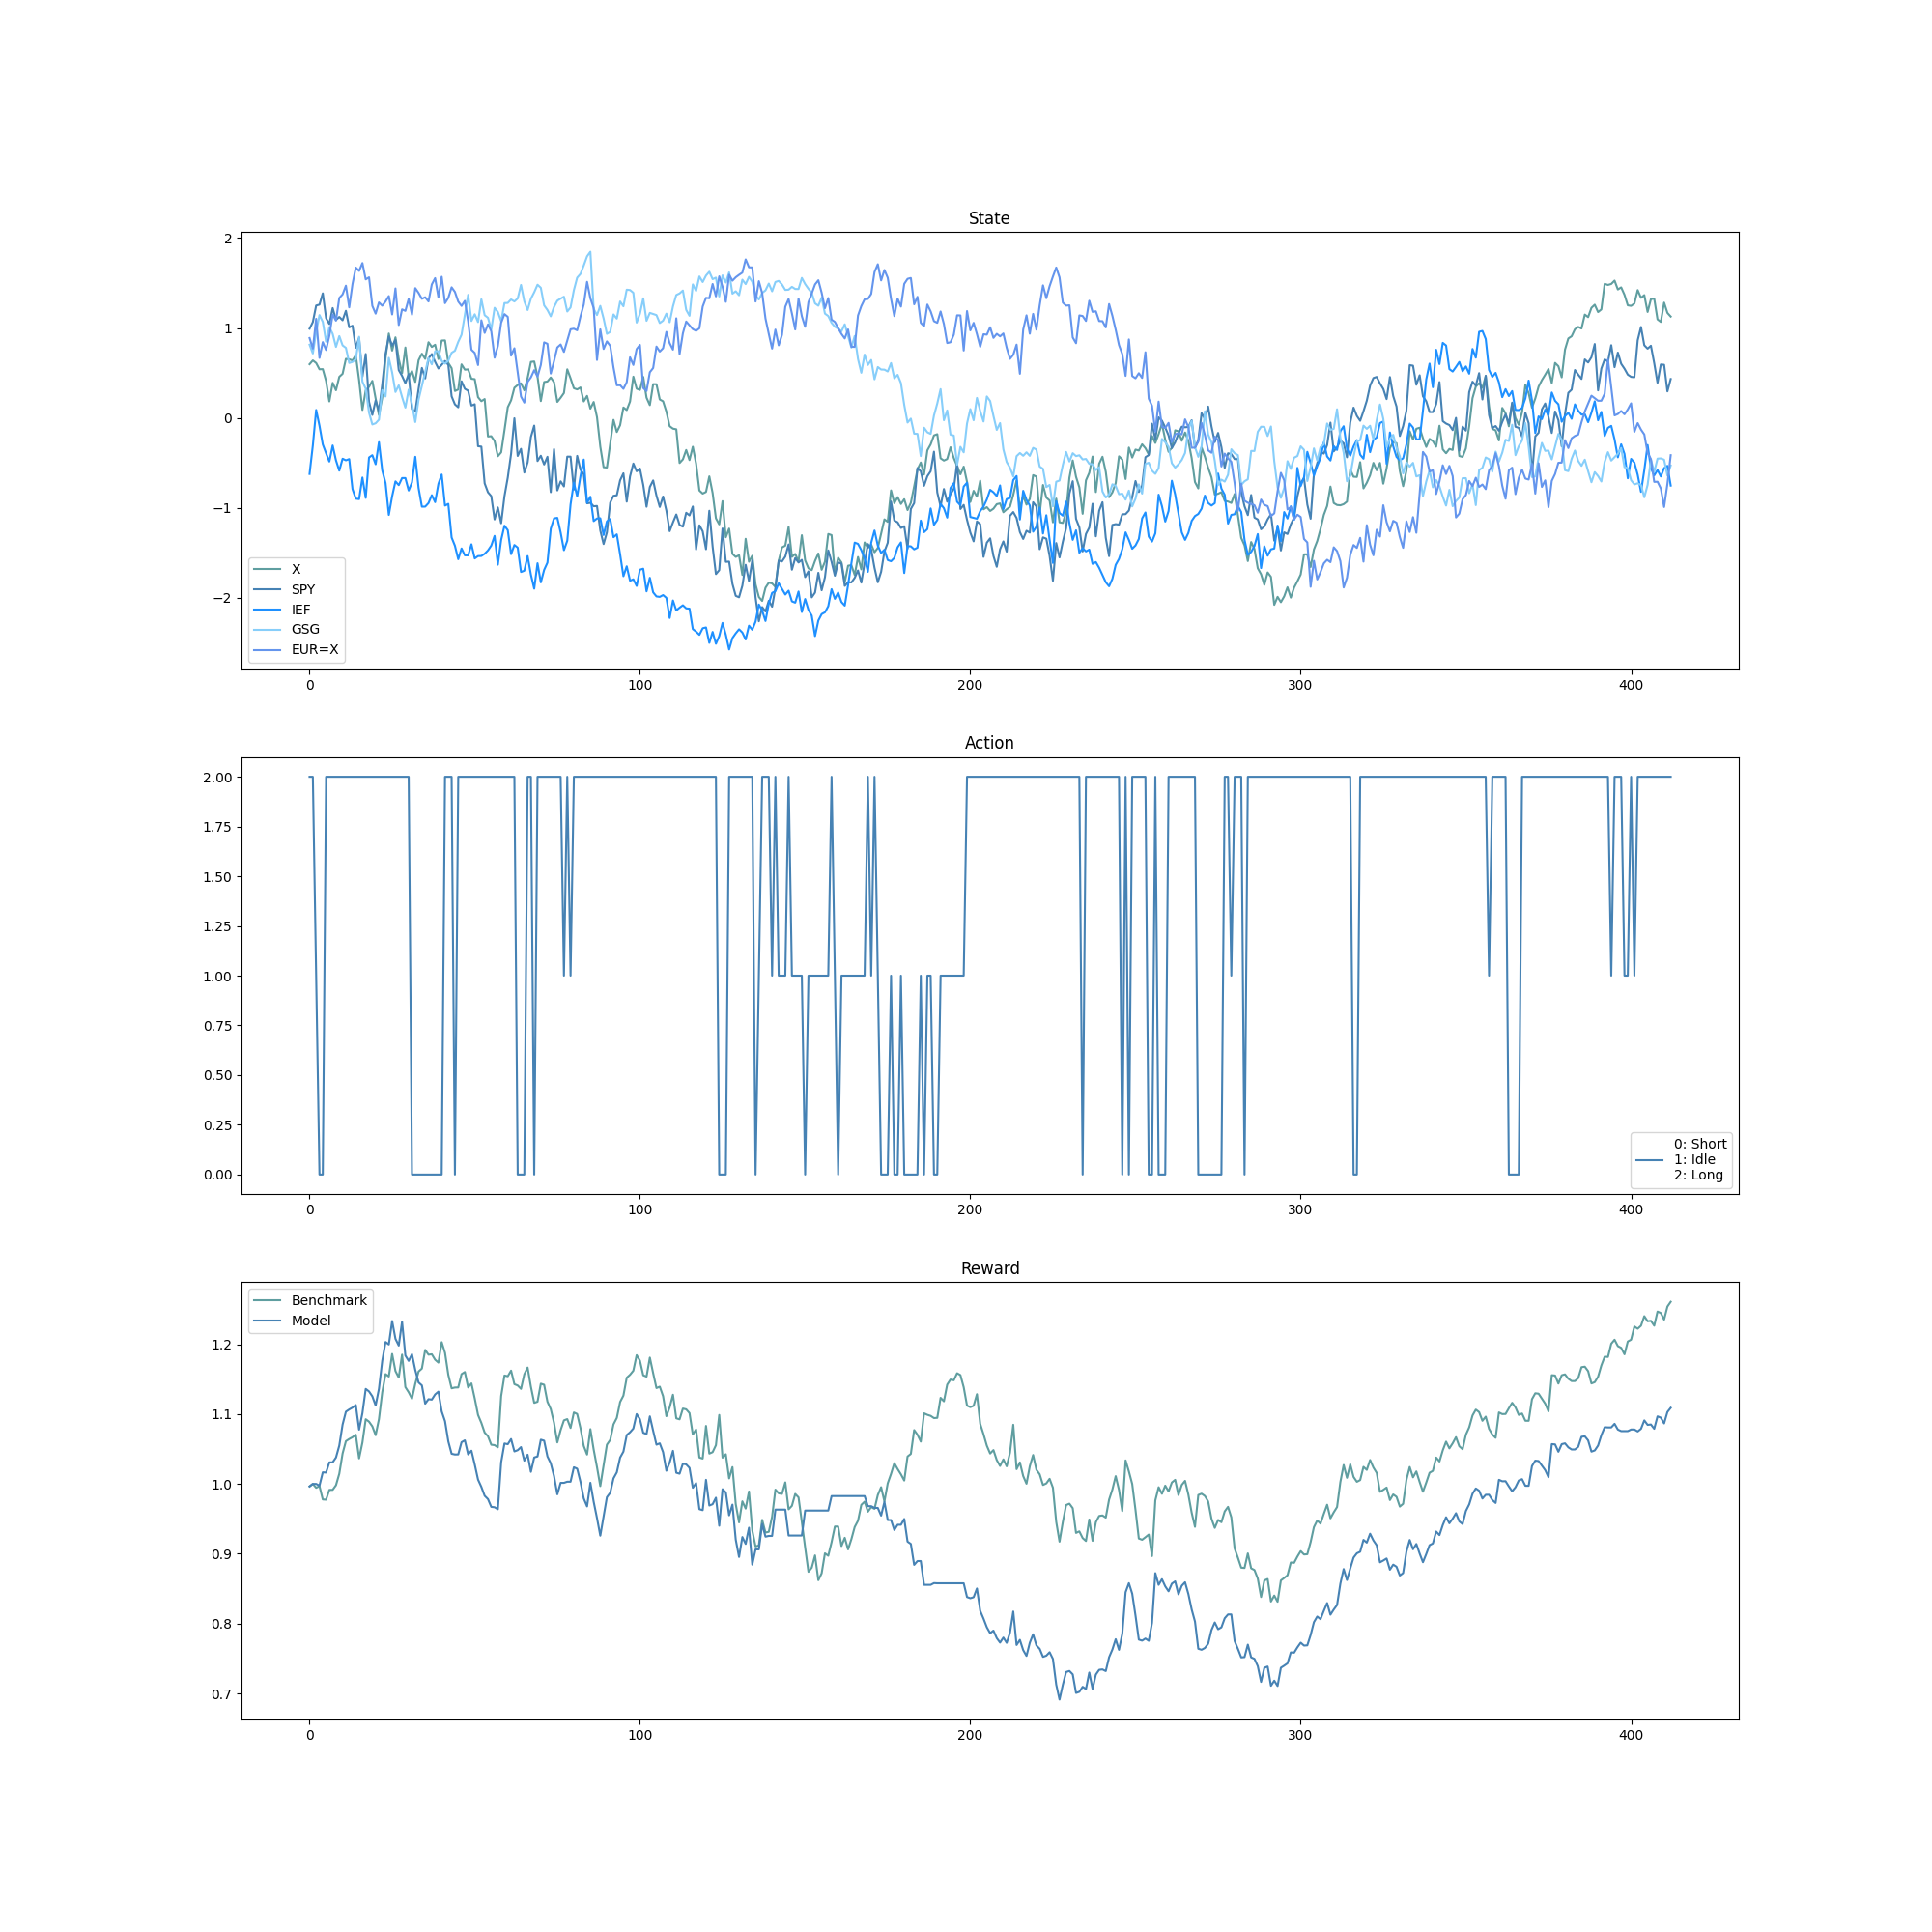 State
2
1
0
−1
−2
X
SPY
IEF
GSG
EUR=X
0 100 200 300 400
Action
2.00
1.75
1.50
1.25
1.00
0.75
0.50
0.25
0.00
0: Short
1: Idle
2: Long
0 100 200 300 400
Reward
Benchmark
Model
1.2
1.1
1.0
0.9
0.8
0.7
0 100 200 300 400